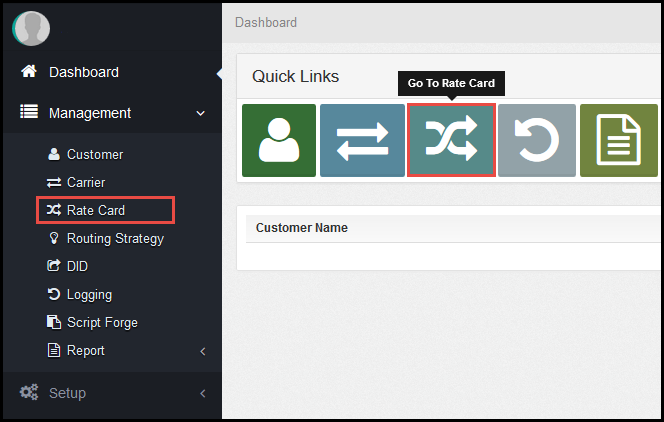 Dashboard
Management
Customer
Carrier
Rate Card
Routing Strategy
DID
Logging
Script Forge
Report
Setup
Dashboard
Quick Links
Go To Rate Card
Customer Name